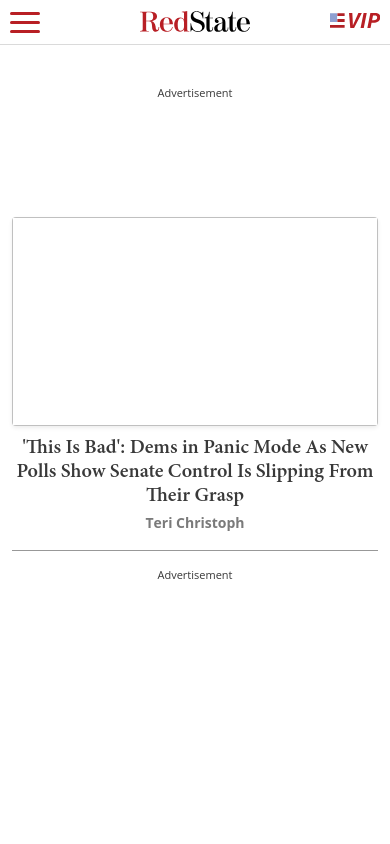 RedState
VIP
Advertisement
'This Is Bad': Dems in Panic Mode As New
Polls Show Senate Control Is Slipping From
Their Grasp
Teri Christoph
Advertisement